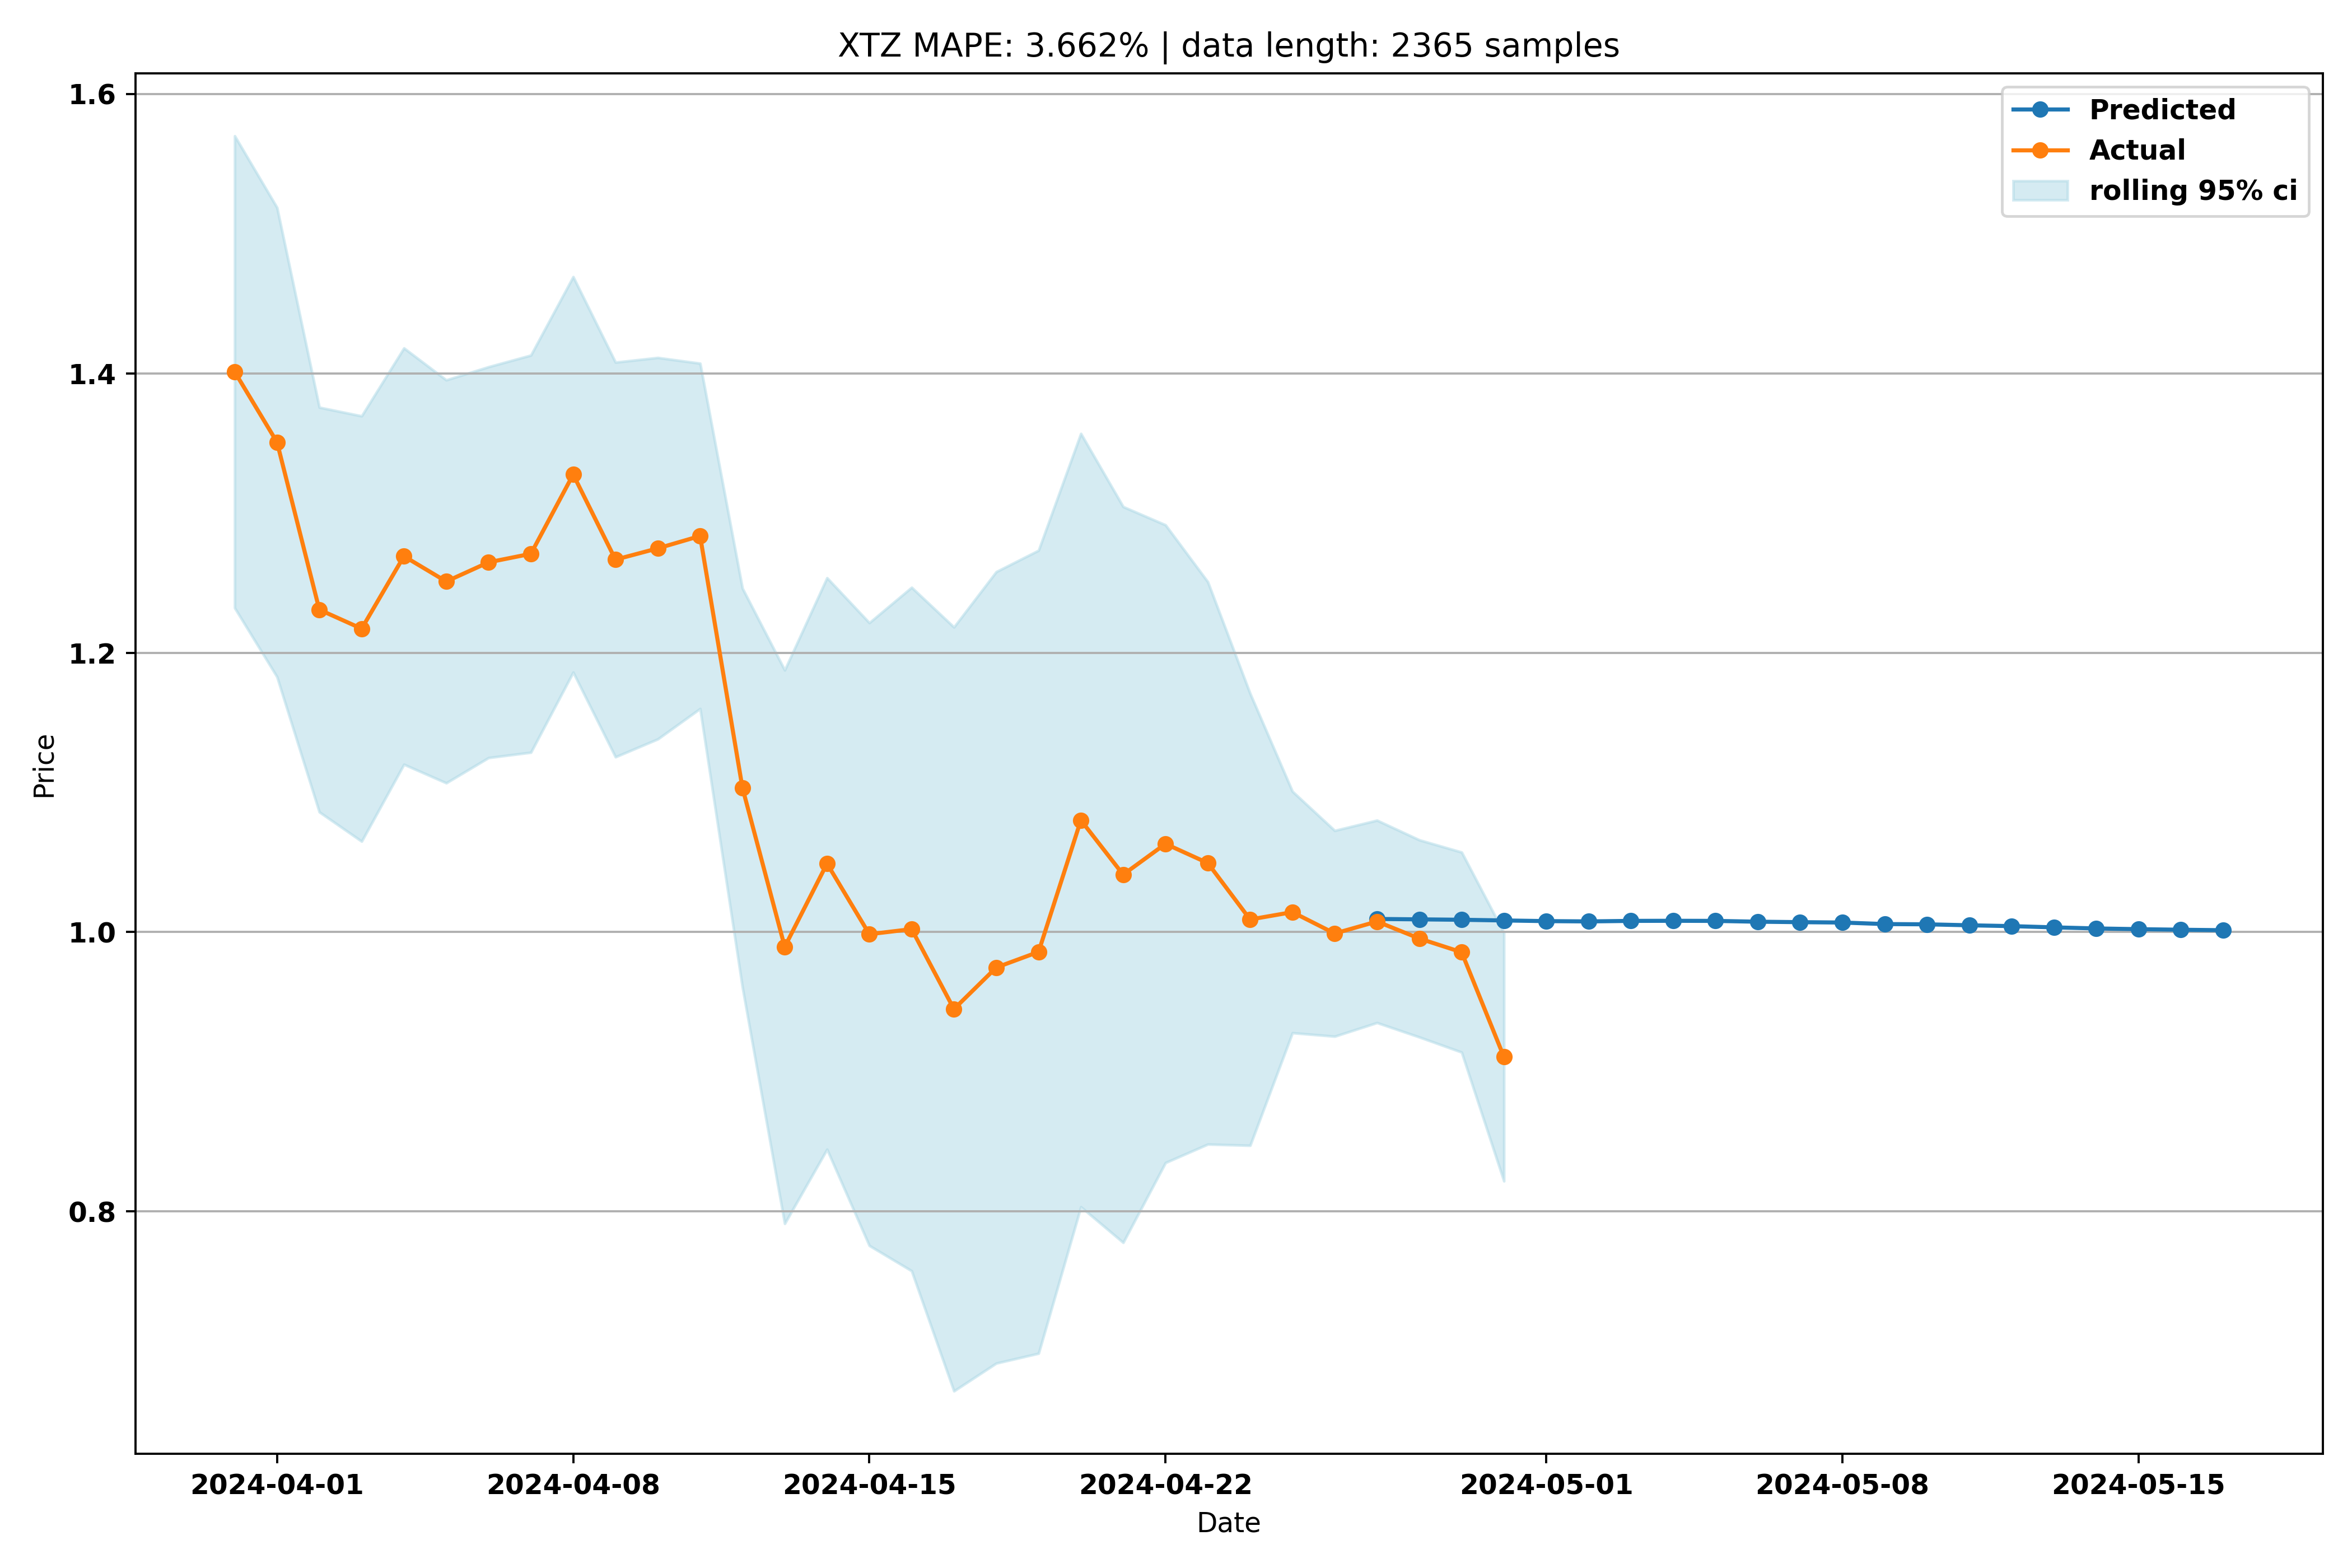 XTZ MAPE: 3.662% | data length: 2365 samples
1.6
1.4
1.2
1.0
0.8
Price
Predicted
Actual
rolling 95% ci
2024-04-01
2024-04-08
2024-04-15
2024-04-22
2024-05-01
2024-05-08
2024-05-15
Date